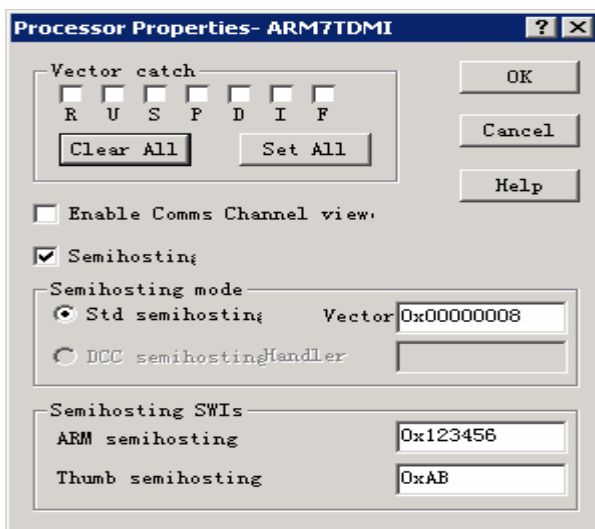 Processor Properties- ARM7TDMI
Vector catch
R U S P D I F
Clear All
Set All
OK
Cancel
Help
Enable Comms Channel view
Semihosting
Semihosting mode
Std semihosting
Vector 0x00000008
DCC semihosting Handler
Semihosting SWIs
ARM semihosting
0x123456
Thumb semihosting
0xAB